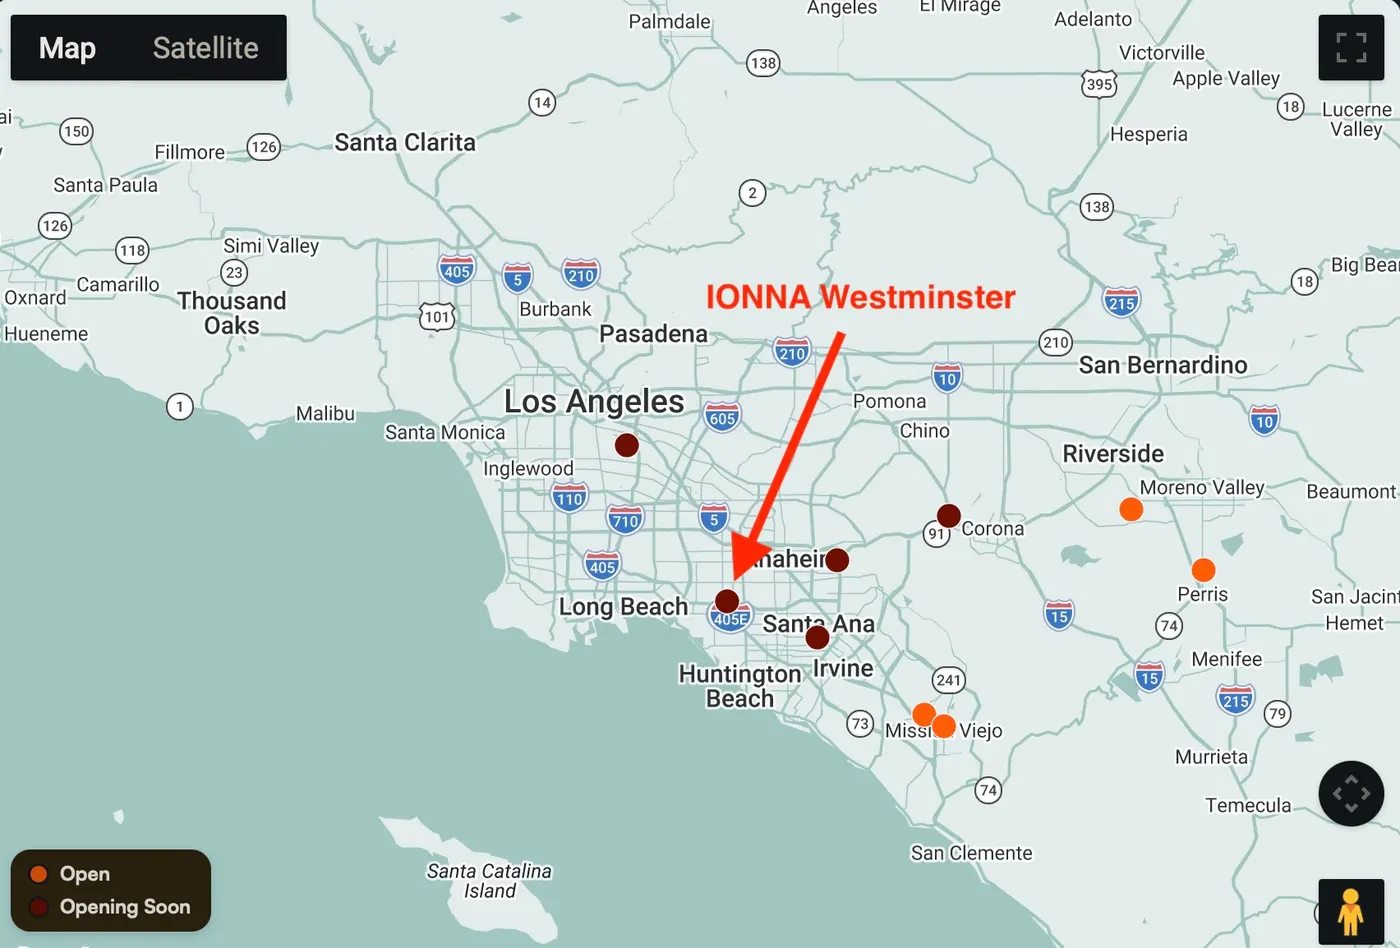 Map
Satellite
Palmdale
Angeles
El Mirage
Adelanto
Victorville
138
395
Apple Valley
14
18
Lucerne
Valley
150
Fillmore
126
Santa Clarita
Hesperia
Santa Paula
2
138
126
118
Simi Valley
23
Camarillo
405
5
210
Big Bear
18
Oxnard
Thousand
Oaks
Hueneme
101
Burbank
IONNA Westminster
215
Pasadena
210
210
San Bernardino
10
Los Angeles
605
Pomona
10
1
Malibu
Santa Monica
Chino
Inglewood
Riverside
110
710
5
Moreno Valley
Beaumont
91
Corona
405
Anaheim
Long Beach
405E
Santa Ana
Perris
San Jacint
Hemet
15
74
Huntington
Beach
Irvine
241
Menifee
15
215
79
73
Mission Viejo
Murrieta
74
Temecula
San Clemente
Santa Catalina
Island
Open
Opening Soon